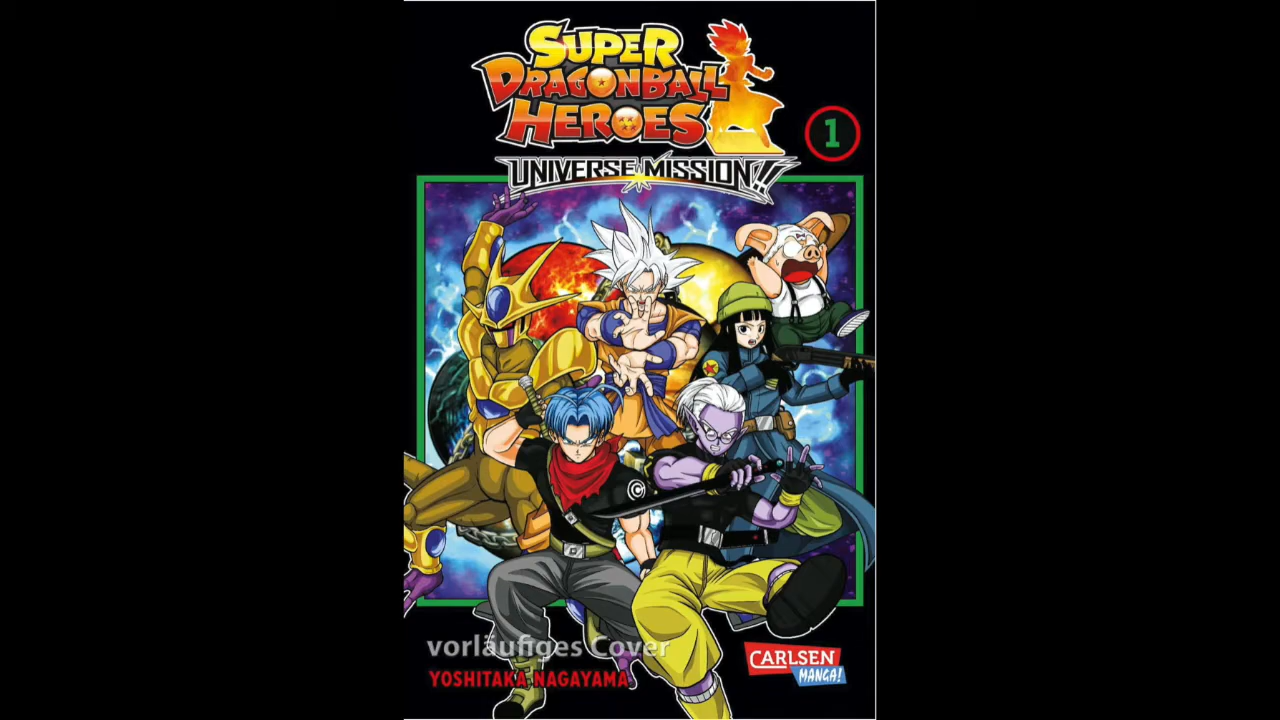 SUPER
DRAGONBALL
HEROES
1
UNIVERSE MISSION!!
vorläufiges Cover
YOSHITAKA NAGAYAMA
CARLSEN
MANGA!